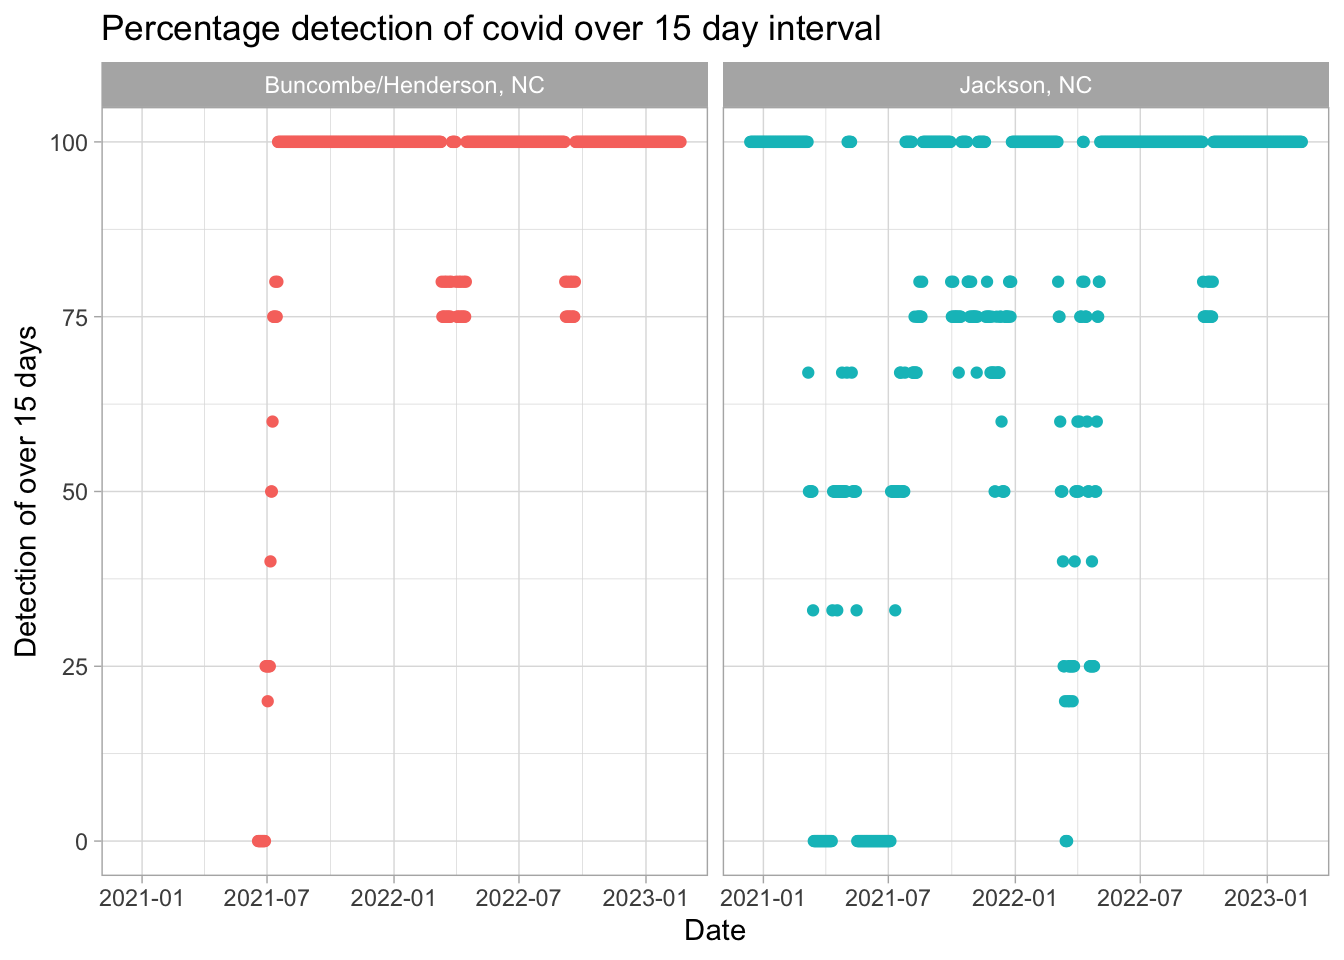 Percentage detection of covid over 15 day interval
Buncombe/Henderson, NC
Jackson, NC
Detection of over 15 days
100
75
50
25
0
2021-01 2021-07 2022-01 2022-07 2023-01
2021-01 2021-07 2022-01 2022-07 2023-01
Date